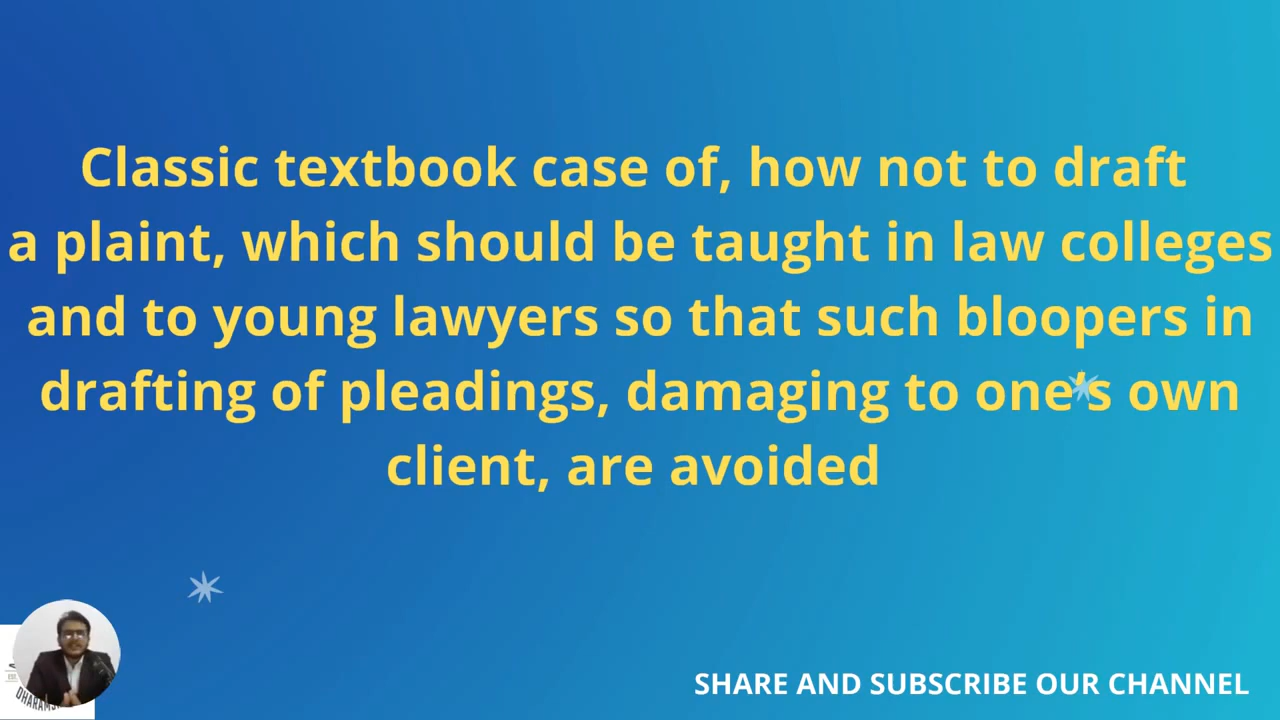 Classic textbook case of, how not to draft
a plaint, which should be taught in law colleges
and to young lawyers so that such bloopers in
drafting of pleadings, damaging to one's own
client, are avoided
SHARE AND SUBSCRIBE OUR CHANNEL